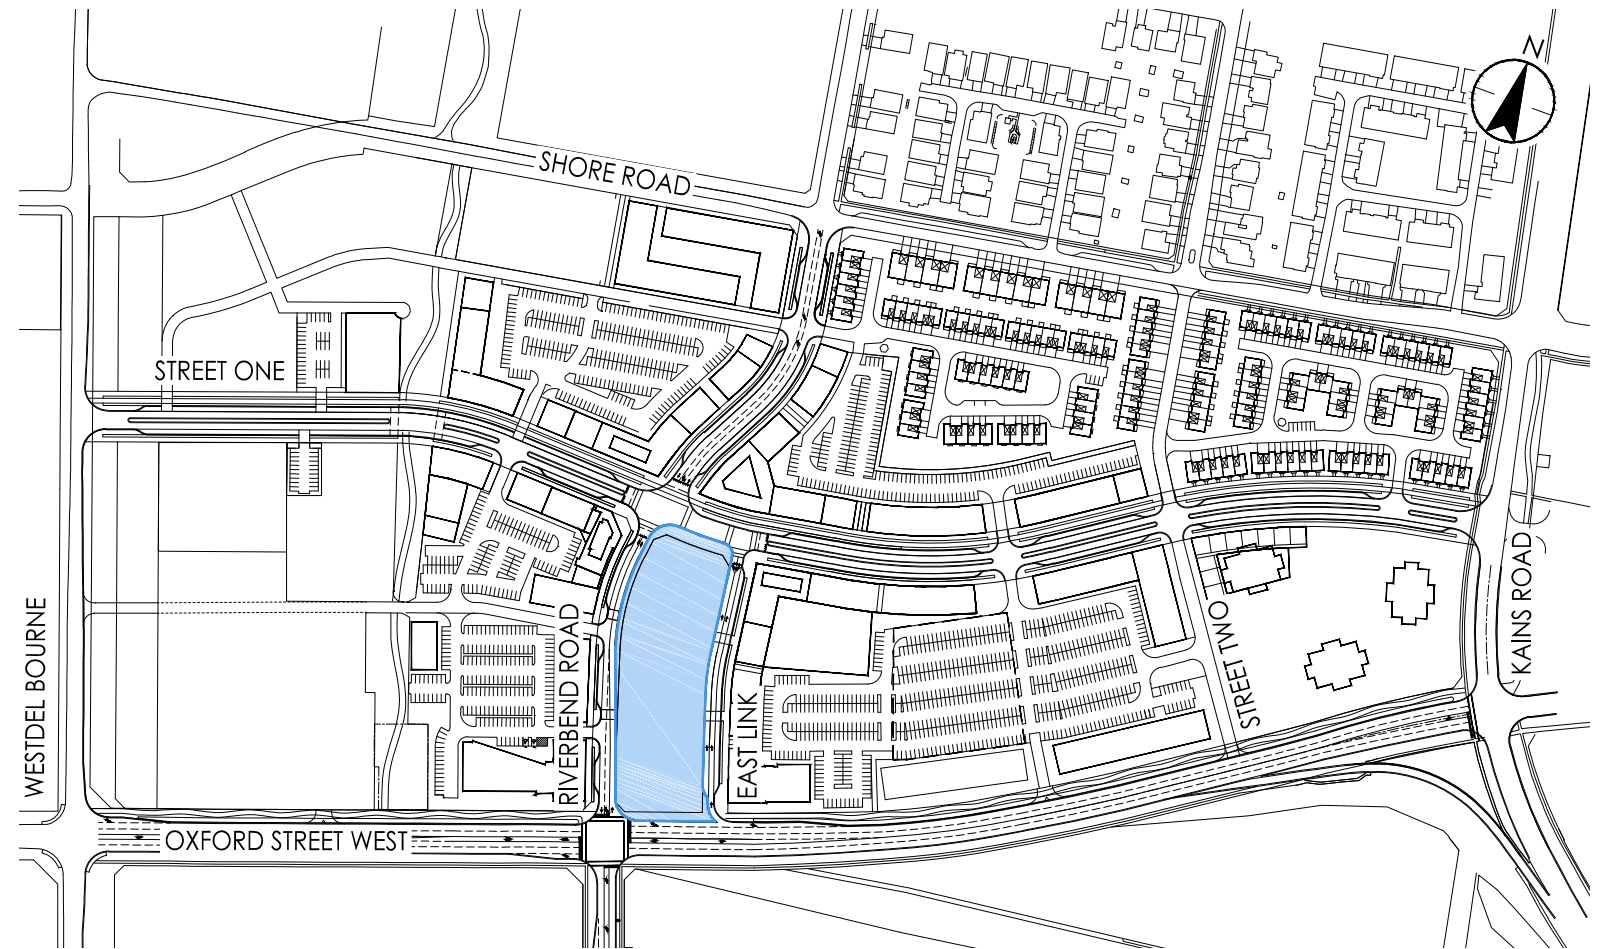 N
SHORE ROAD
STREET ONE
WESTDEL BOURNE
RIVERBEND ROAD
EAST LINK
STREET TWO
KAINS ROAD
OXFORD STREET WEST